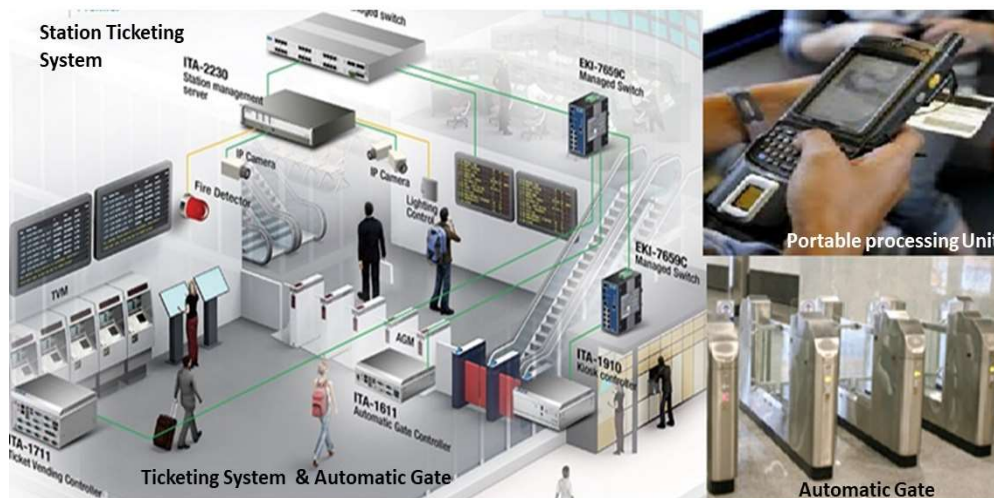 Station Ticketing
System
ITA-2230
Station management
server
EKI-7659C
Managed Switch
IP Camera
IP Camera
Fire Detector
Lighting
Control
TVM
EKI-7659C
Managed Switch
AGM
ITA-1910
Kiosk controller
ITA-1611
Automatic Gate Controller
ITA-1711
Ticket Vending Controller
Ticketing System & Automatic Gate
Portable processing Unit
Automatic Gate